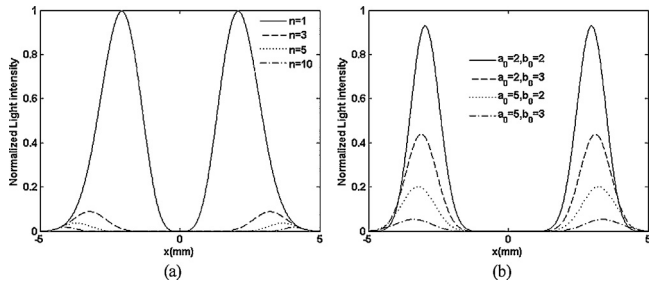 1
0.8
0.6
0.4
0.2
0
-5
0
5
Normalized Light intensity
x(mm)
n=1
n=3
n=5
n=10
(a)
1
0.8
0.6
0.4
0.2
0
-5
0
5
Normalized Light intensity
x(mm)
a₀=2,b₀=2
a₀=2,b₀=3
a₀=5,b₀=2
a₀=5,b₀=3
(b)